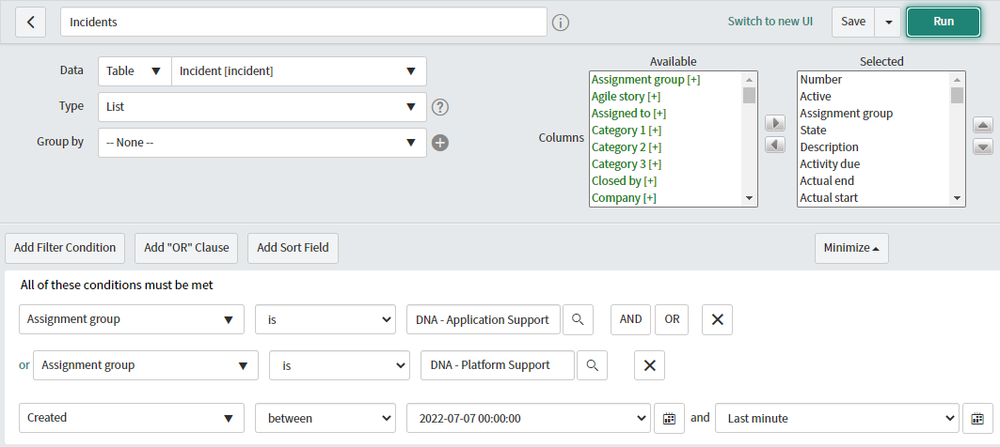 Incidents
Switch to new UI
Save
Run
Data
Table
Incident [incident]
Type
List
Group by
-- None --
Columns
Available
Assignment group [+]
Agile story [+]
Assigned to [+]
Category 1 [+]
Category 2 [+]
Category 3 [+]
Closed by [+]
Company [+]
Selected
Number
Active
Assignment group
State
Description
Activity due
Actual end
Actual start
Add Filter Condition
Add "OR" Clause
Add Sort Field
Minimize
All of these conditions must be met
Assignment group is DNA - Application Support AND OR
or Assignment group is DNA - Platform Support
Created between 2022-07-07 00:00:00 and Last minute